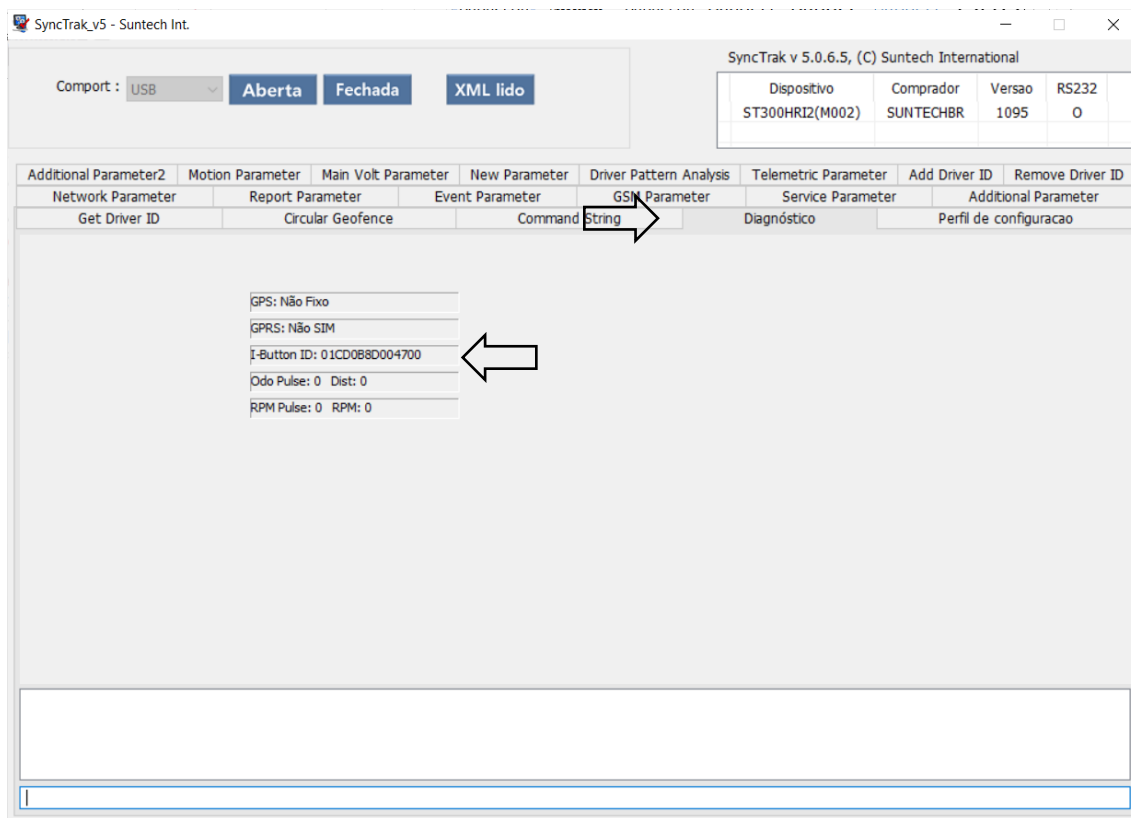 SyncTrak_v5 - Suntech Int.
SyncTrak v 5.0.6.5, (C) Suntech International
Comport : USB Aberta Fechada XML lido
Dispositivo Comprador Versao RS232
ST300HRI2(M002) SUNTECHBR 1095 O
Additional Parameter2 Motion Parameter Main Volt Parameter New Parameter Driver Pattern Analysis Telemetric Parameter Add Driver ID Remove Driver ID
Network Parameter Report Parameter Event Parameter GSM Parameter Service Parameter Additional Parameter
Get Driver ID Circular Geofence Command String Diagnóstico Perfil de configuracao
GPS: Não Fixo
GPRS: Não SIM
I-Button ID: 01CD0B8D004700
Odo Pulse: 0 Dist: 0
RPM Pulse: 0 RPM: 0